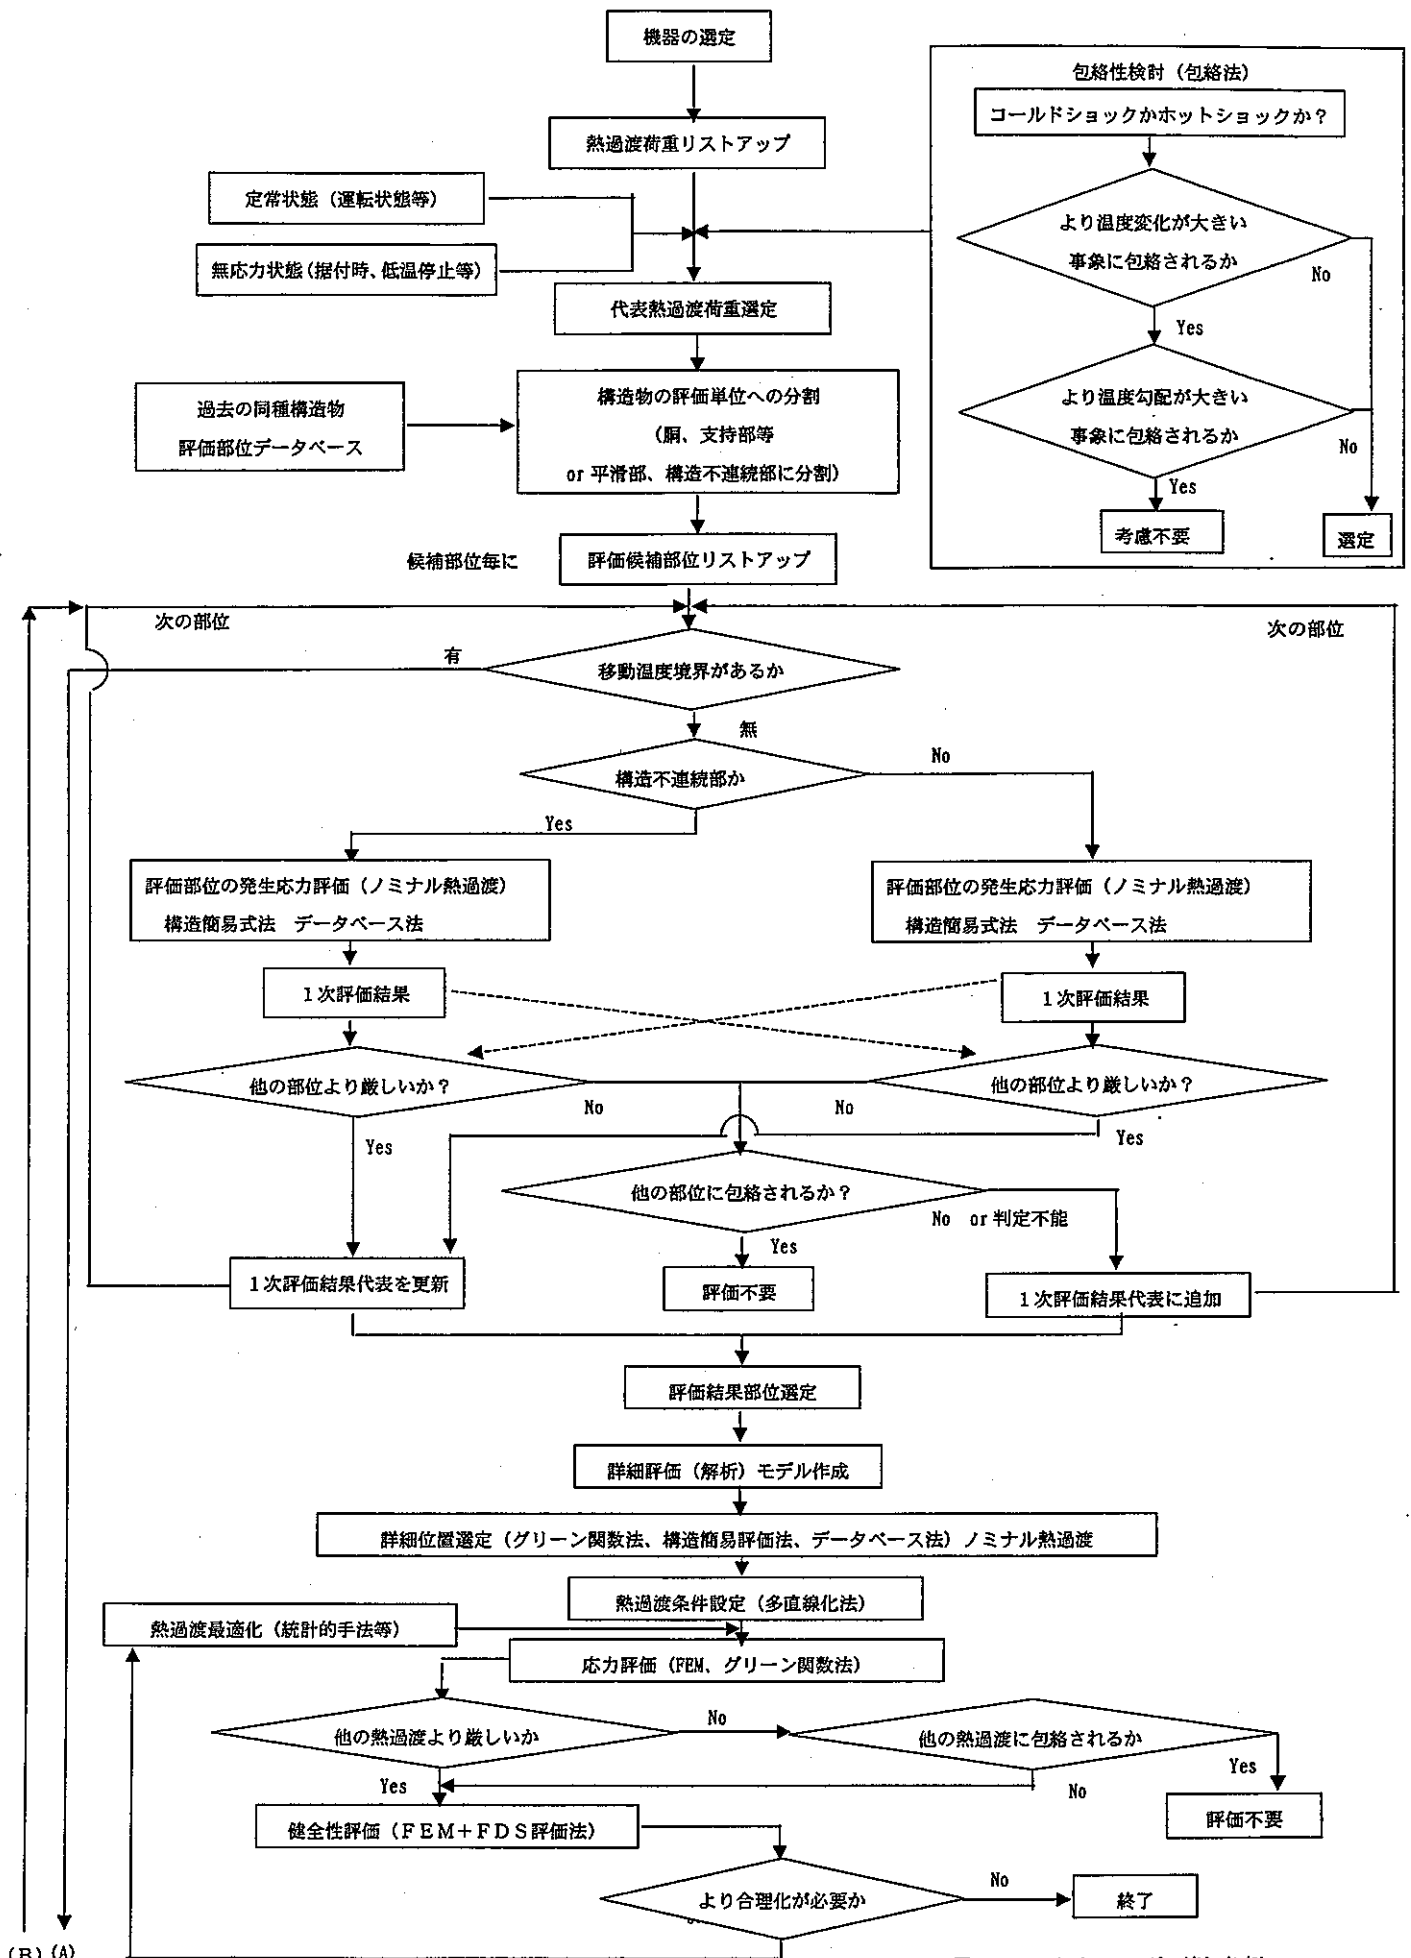 機器の選定
包絡性検討（包絡法）
コールドショックかホットショックか？
熱過渡荷重リストアップ
定常状態（運転状態等）
より温度変化が大きい
事象に包絡されるか
No
無応力状態（据付時、低温停止等）
代表熱過渡荷重選定
Yes
過去の同種構造物
評価部位データベース
構造物の評価単位への分割
（胴、支持部等
or 平滑部、構造不連続部に分割）
より温度勾配が大きい
事象に包絡されるか
No
Yes
考慮不要
選定
候補部位毎に
評価候補部位リストアップ
次の部位
次の部位
有
移動温度境界があるか
無
構造不連続部か
No
Yes
評価部位の発生応力評価（ノミナル熱過渡）
構造簡易式法　データベース法
評価部位の発生応力評価（ノミナル熱過渡）
構造簡易式法　データベース法
１次評価結果
１次評価結果
他の部位より厳しいか？
他の部位より厳しいか？
No
No
Yes
Yes
他の部位に包絡されるか？
No　or 判定不能
Yes
１次評価結果代表を更新
評価不要
１次評価結果代表に追加
評価結果部位選定
詳細評価（解析）モデル作成
詳細位置選定（グリーン関数法、構造簡易評価法、データベース法）ノミナル熱過渡
熱過渡条件設定（多直線化法）
熱過渡最適化（統計的手法等）
応力評価（FEM、グリーン関数法）
他の熱過渡より厳しいか
No
他の熱過渡に包絡されるか
Yes
Yes
No
評価不要
健全性評価（ＦＥＭ＋ＦＤＳ評価法）
より合理化が必要か
No
終了
(B) (A)